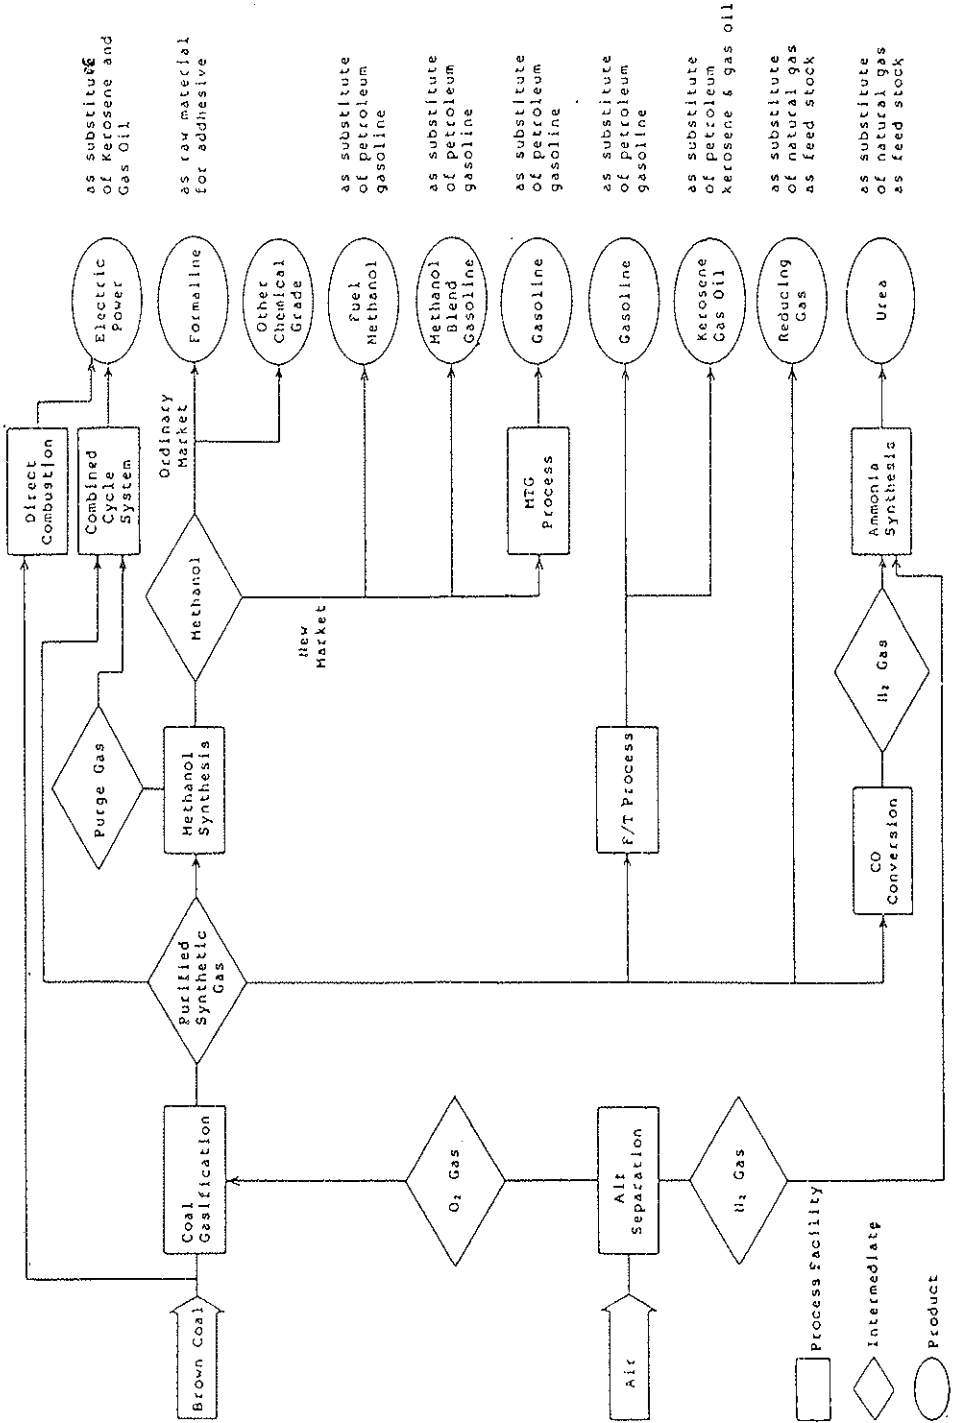 Brown Coal
Air
Coal
Gasification
O₂ Gas
Air
Separation
N₂ Gas
Purified
Synthetic
Gas
Purge Gas
Methanol
Synthesis
F/T Process
CO
Conversion
Methanol
New
Market
Ordinary
Market
H₂ Gas
Direct
Combustion
Combined
Cycle
System
MTG
Process
Ammonia
Synthesis
Electric
Power
as substitute
of Kerosene and
Gas Oil
Formaline
as raw material
for addhesive
Other
Chemical
Grade
Fuel
Methanol
as substitute
of petroleum
gasoline
Methanol
Blend
Gasoline
as substitute
of petroleum
gasoline
Gasoline
as substitute
of petroleum
gasoline
Gasoline
as substitute
of petroleum
gasoline
Kerosene
Gas Oil
as substitute
of petroleum
kerosene & gas oil
Reducing
Gas
as substitute
of natural gas
as feed stock
Urea
as substitute
of natural gas
as feed stock
Process Facility
Intermediate
Product